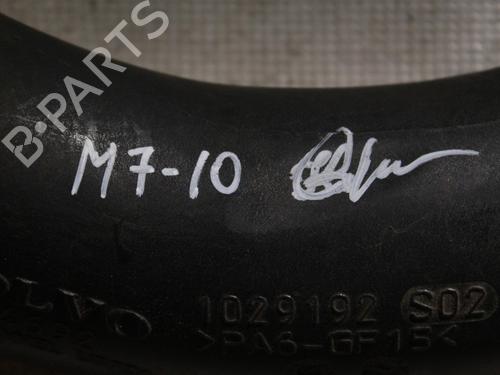 B-PARTS
M7-10
VOLVO
1029192 S02
>PA6-GF15<